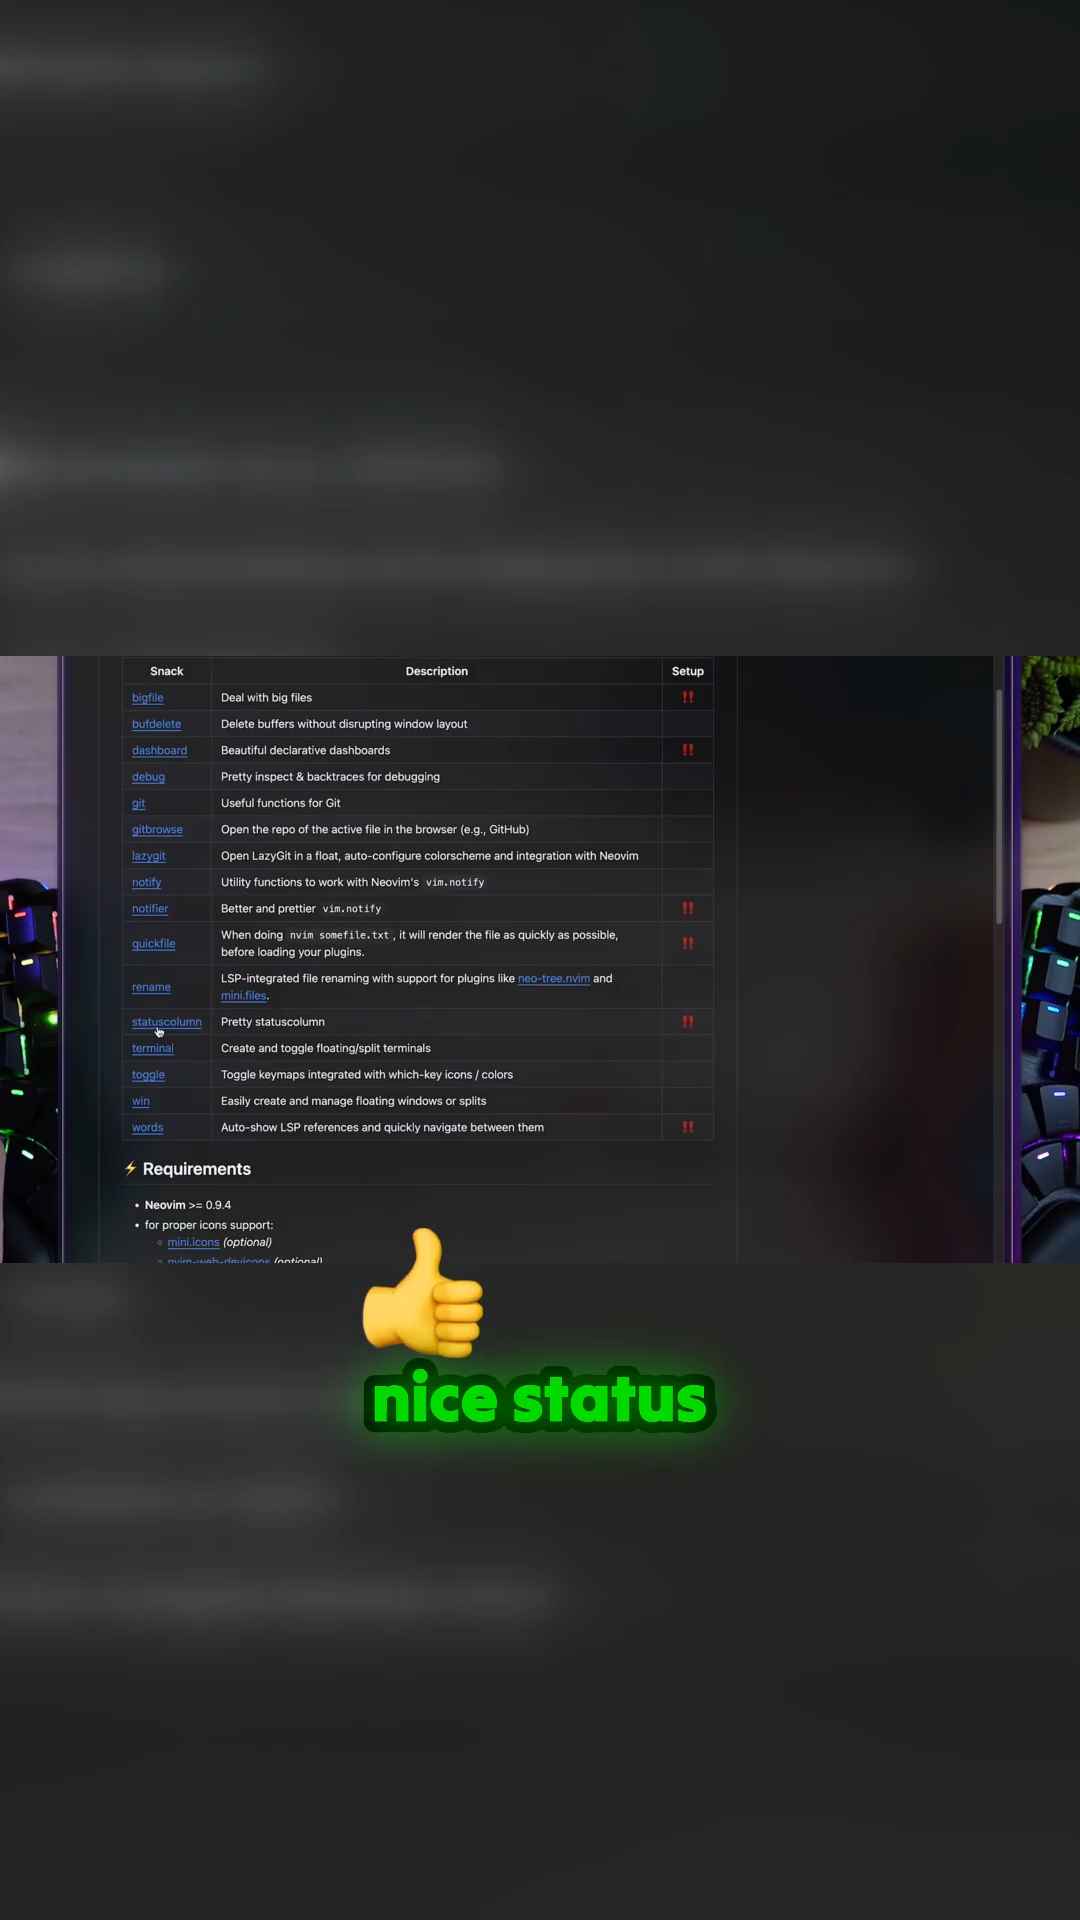 Snack Description Setup
bigfile Deal with big files ‼
bufdelete Delete buffers without disrupting window layout
dashboard Beautiful declarative dashboards ‼
debug Pretty inspect & backtraces for debugging
git Useful functions for Git
gitbrowse Open the repo of the active file in the browser (e.g., GitHub)
lazygit Open LazyGit in a float, auto-configure colorscheme and integration with Neovim
notify Utility functions to work with Neovim's vim.notify
notifier Better and prettier vim.notify ‼
quickfile When doing nvim somefile.txt, it will render the file as quickly as possible,
before loading your plugins. ‼
rename LSP-integrated file renaming with support for plugins like neo-tree.nvim and
mini.files.
statuscolumn Pretty statuscolumn ‼
terminal Create and toggle floating/split terminals
toggle Toggle keymaps integrated with which-key icons / colors
win Easily create and manage floating windows or splits
words Auto-show LSP references and quickly navigate between them ‼
⚡ Requirements
• Neovim >= 0.9.4
• for proper icons support:
◦ mini.icons (optional)
◦ nvim-web-devicons (optional)
nice status